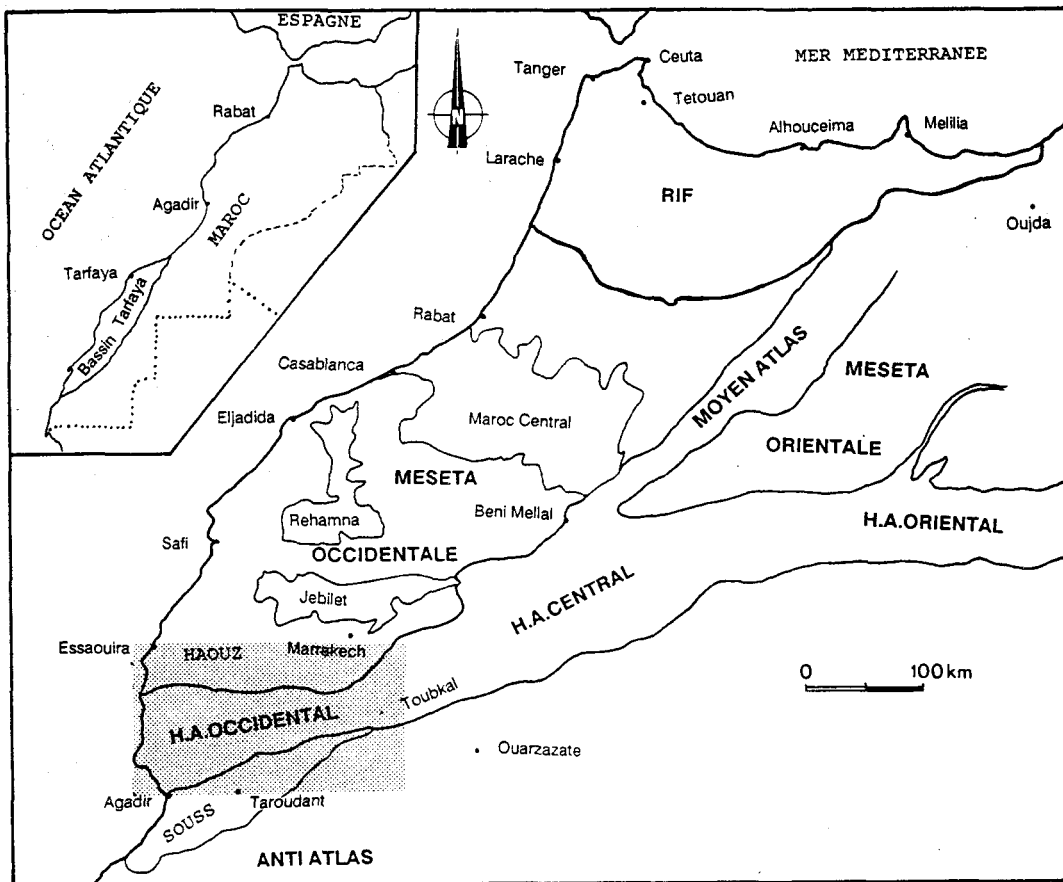 ESPAGNE
MER MEDITERRANEE
Ceuta
Tanger
Tetouan
Alhouceima
Melilia
Larache
RIF
Oujda
N
OCEAN ATLANTIQUE
Rabat
Agadir
MAROC
Tarfaya
Bassin Tarfaya
Rabat
Casablanca
Eljadida
Maroc Central
MOYEN ATLAS
MESETA
ORIENTALE
MESETA
Rehamna
Beni Mellal
H.A.ORIENTAL
Safi
OCCIDENTALE
Jebilet
H.A.CENTRAL
Essaouira
HAOUZ
Marrakech
0 100 km
Toubkal
H.A.OCCIDENTAL
Ouarzazate
Agadir
SOUSS
Taroudant
ANTI ATLAS